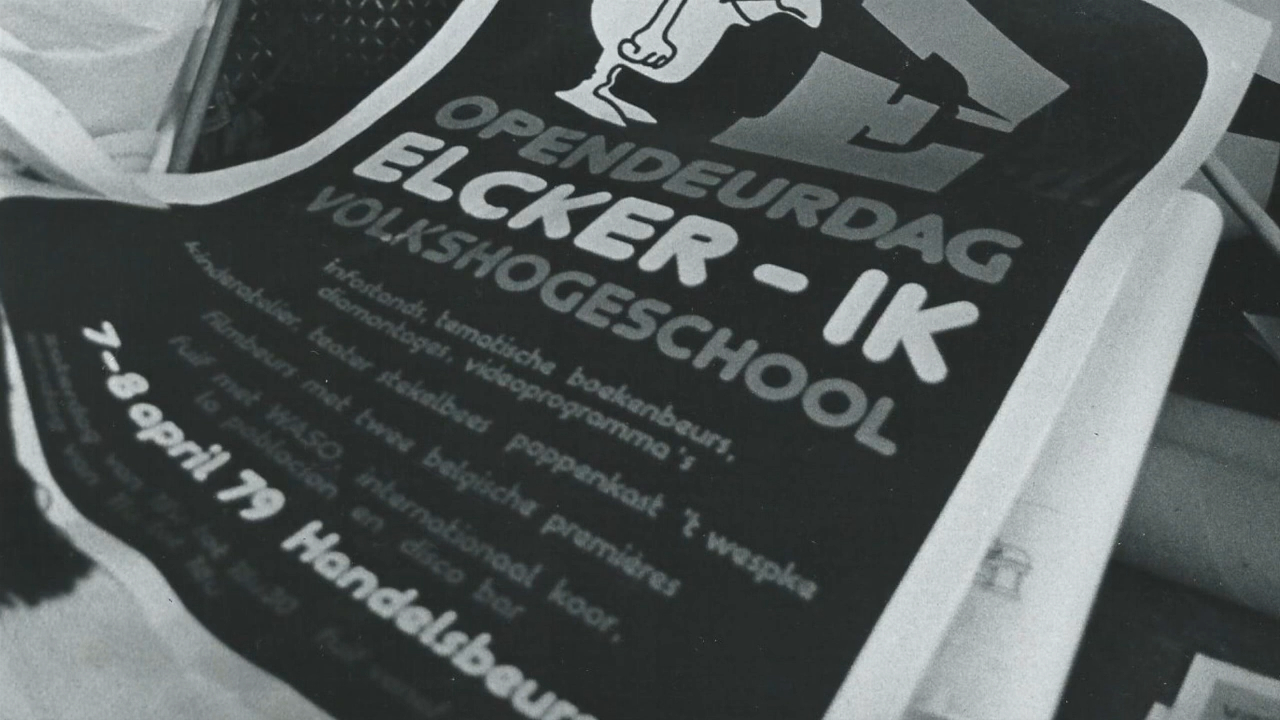 OPENDEURDAG
ELCKER - IK
VOLKSHOGESCHOOL
infostands, tematische boekenbeurs,
diamontages, videoprogramma's
kinderatelier, teater stekelbees poppenkast 't wespke
filmbeurs met twee belgische premières
fuif met WASO, internationaal koor,
la poblacion en disco bar
7-8 april 79 Handelsbeurs